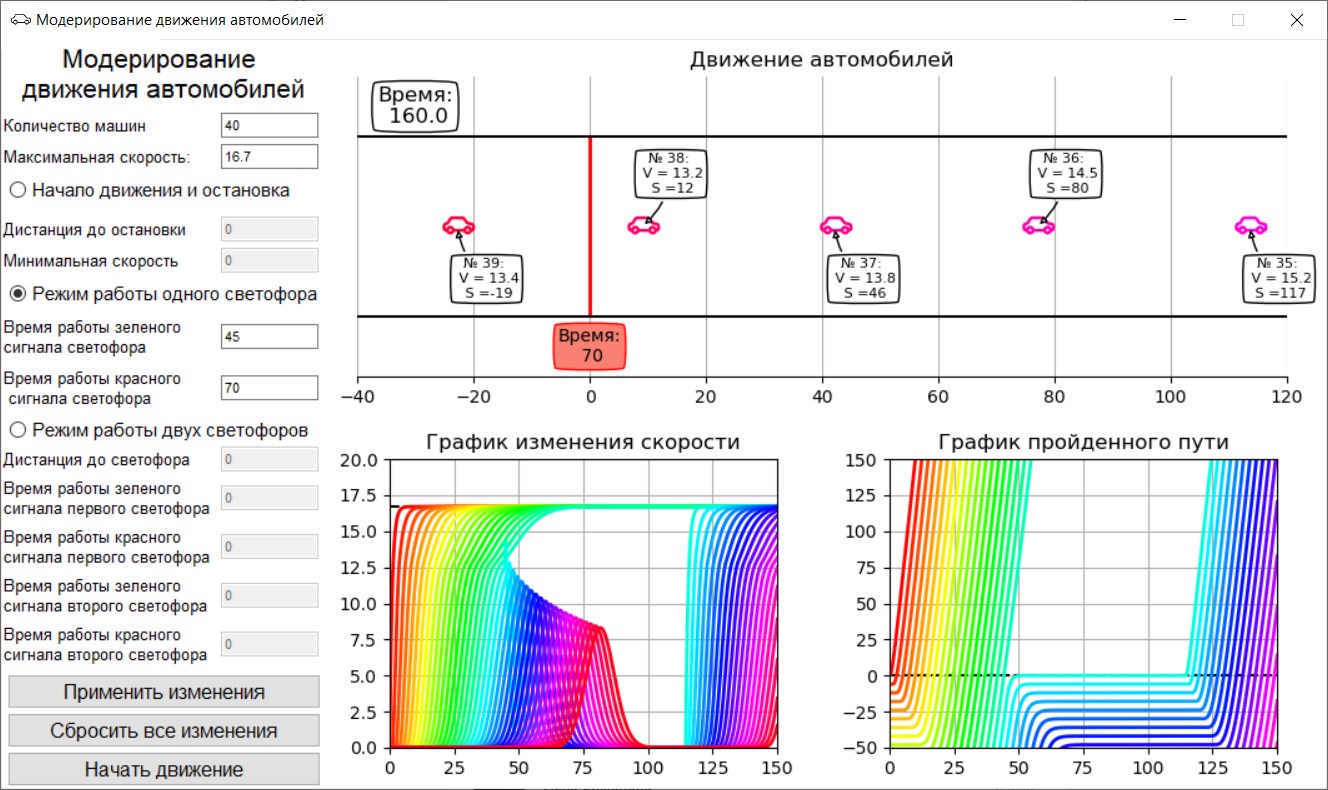 Модерирование движения автомобилей
Модерирование
движения автомобилей
Количество машин
40
Максимальная скорость:
16.7
Начало движения и остановка
Дистанция до остановки
0
Минимальная скорость
0
Режим работы одного светофора
Время работы зеленого
сигнала светофора
45
Время работы красного
сигнала светофора
70
Режим работы двух светофоров
Дистанция до светофора
0
Время работы зеленого
сигнала первого светофора
0
Время работы красного
сигнала первого светофора
0
Время работы зеленого
сигнала второго светофора
0
Время работы красного
сигнала второго светофора
0
Применить изменения
Сбросить все изменения
Начать движение
Движение автомобилей
Время:
160.0
№ 38:
V = 13.2
S =12
№ 36:
V = 14.5
S =80
№ 39:
V = 13.4
S =-19
№ 37:
V = 13.8
S =46
№ 35:
V = 15.2
S =117
Время:
70
−40 −20 0 20 40 60 80 100 120
График изменения скорости
20.0
17.5
15.0
12.5
10.0
7.5
5.0
2.5
0.0
0 25 50 75 100 125 150
График пройденного пути
150
125
100
75
50
25
0
−25
−50
0 25 50 75 100 125 150